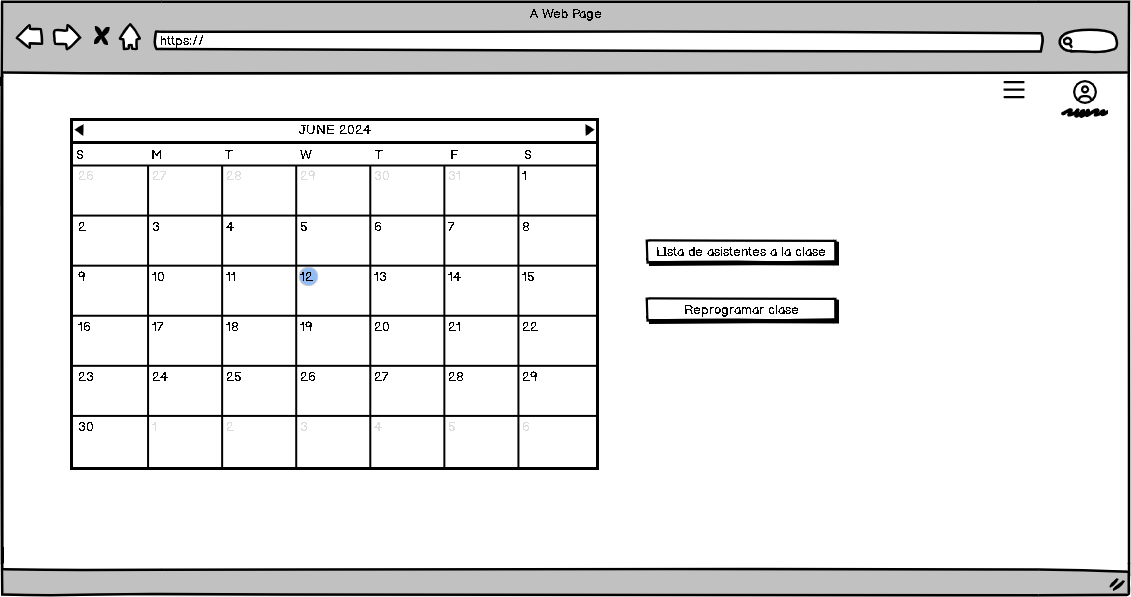 A Web Page
https://
JUNE 2024
S M T W T F S
26 27 28 29 30 31 1
2 3 4 5 6 7 8
9 10 11 12 13 14 15
16 17 18 19 20 21 22
23 24 25 26 27 28 29
30 1 2 3 4 5 6
Lista de asistentes a la clase
Reprogramar clase